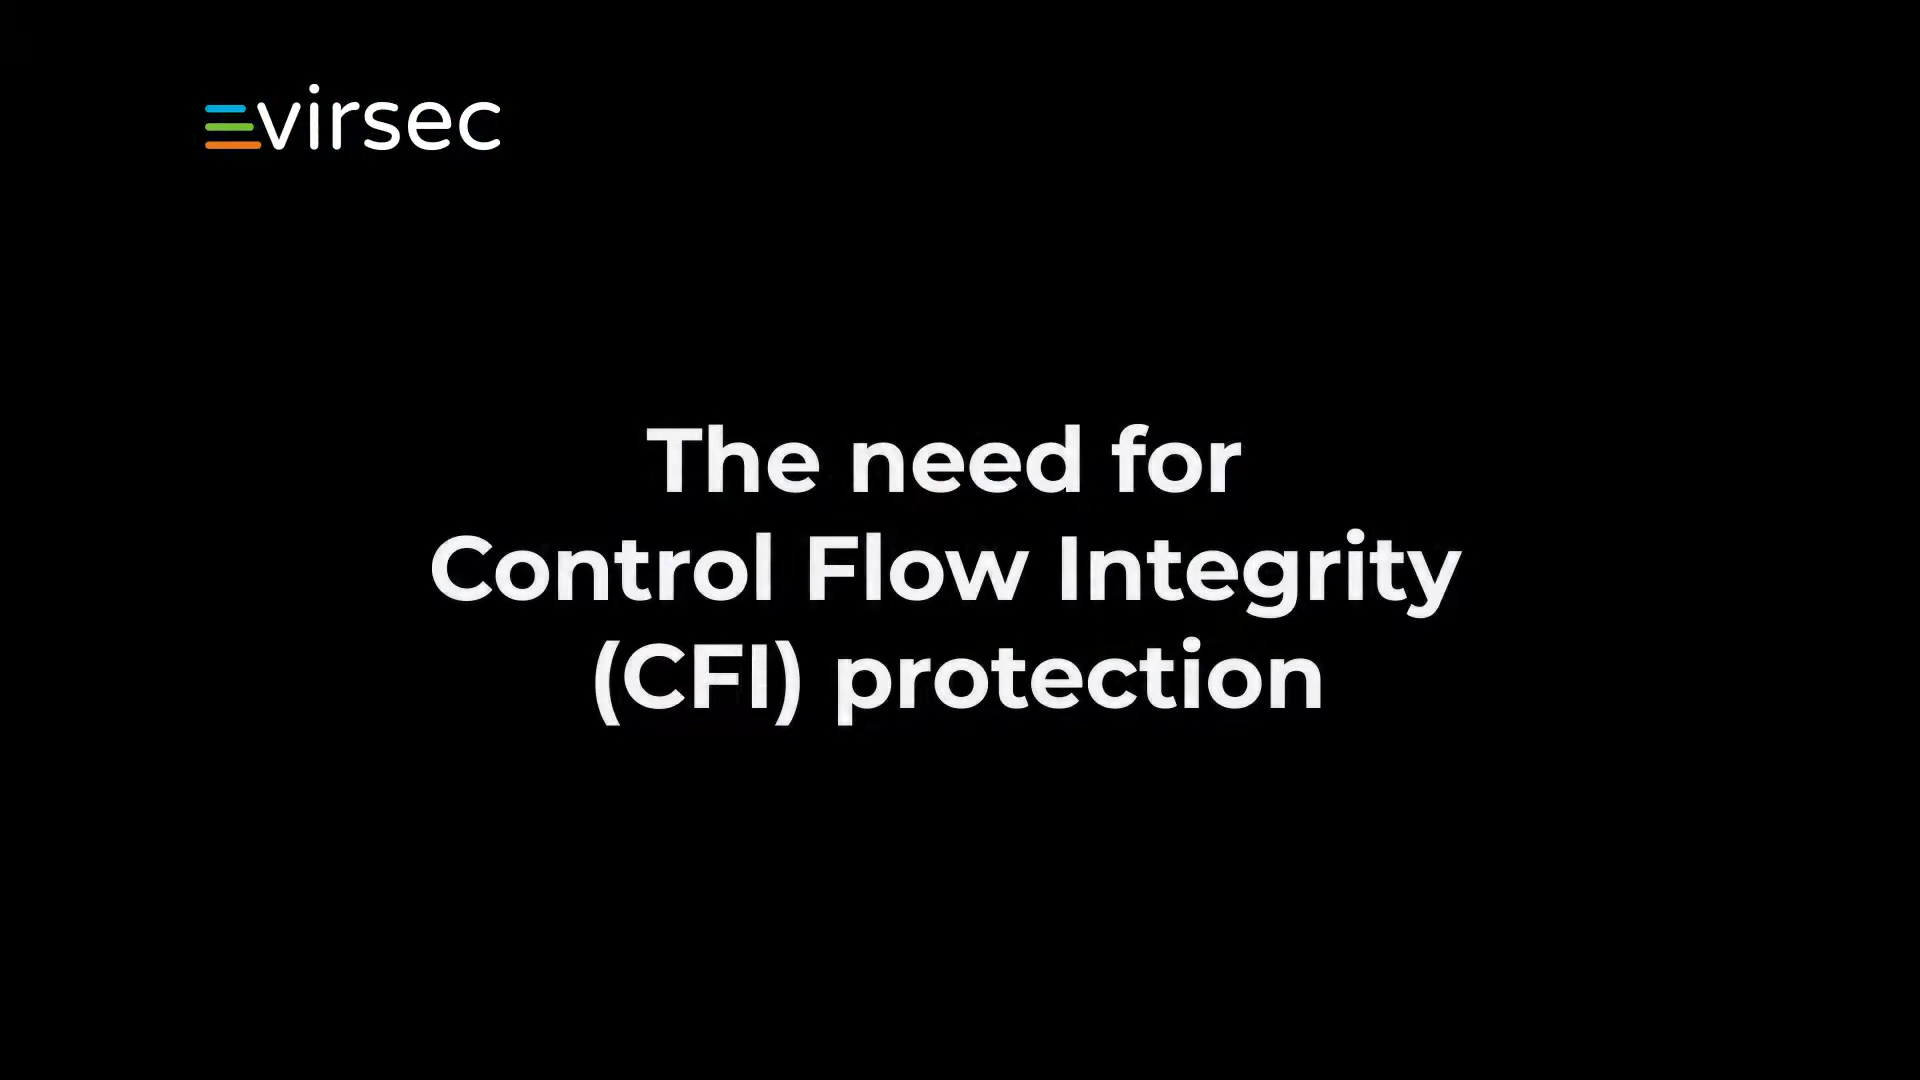 virsec
The need for
Control Flow Integrity
(CFI) protection